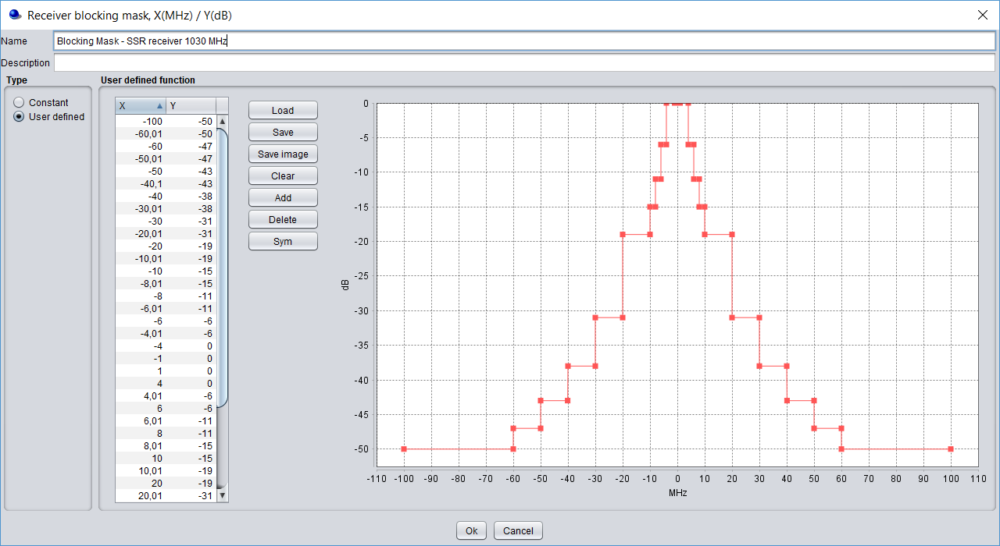 Receiver blocking mask, X(MHz) / Y(dB)
Name Blocking Mask - SSR receiver 1030 MHz
Description
Type
Constant
User defined
User defined function
X Y
-100 -50
-60,01 -50
-60 -47
-50,01 -47
-50 -43
-40,1 -43
-40 -38
-30,01 -38
-30 -31
-20,01 -31
-20 -19
-10,01 -19
-10 -15
-8,01 -15
-8 -11
-6,01 -11
-6 -6
-4,01 -6
-4 0
-1 0
1 0
4 0
4,01 -6
6 -6
6,01 -11
8 -11
8,01 -15
10 -15
10,01 -19
20 -19
20,01 -31
Load
Save
Save image
Clear
Add
Delete
Sym
dB
0
-5
-10
-15
-20
-25
-30
-35
-40
-45
-50
-110 -100 -90 -80 -70 -60 -50 -40 -30 -20 -10 0 10 20 30 40 50 60 70 80 90 100 110
MHz
Ok Cancel